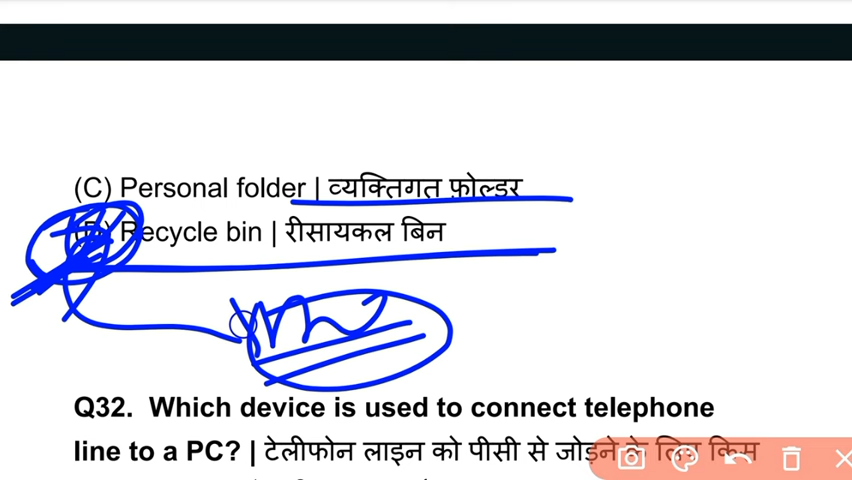 (C) Personal folder | व्यक्तिगत फ़ोल्डर
(D) Recycle bin | रीसायकल बिन
Q32. Which device is used to connect telephone
line to a PC? | टेलीफोन लाइन को पीसी से जोड़ने के लिए किस